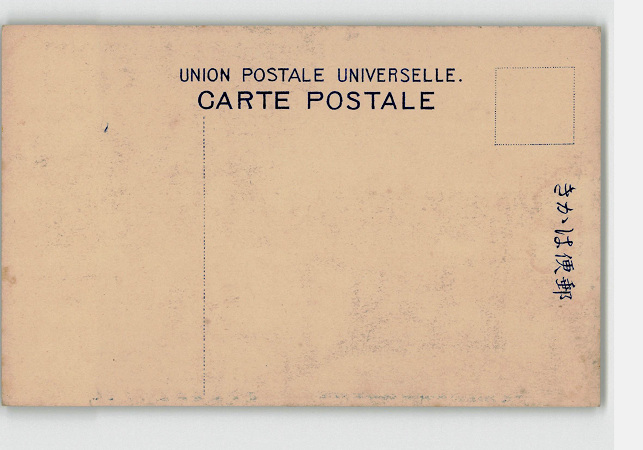 UNION POSTALE UNIVERSELLE.
CARTE POSTALE
きかは便郵